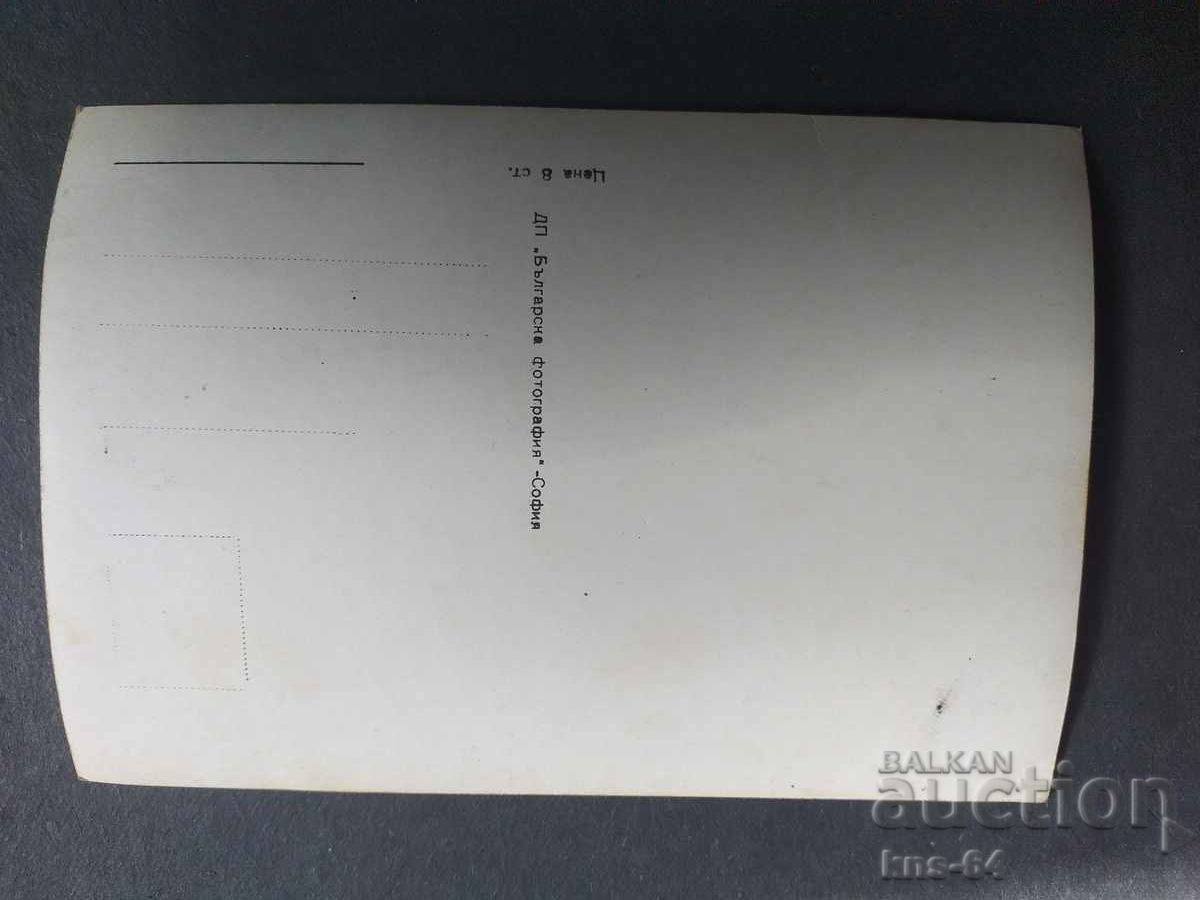 Цена 8 ст.
ДП „Българска фотография" -София
BALKAN
auction
kns-64